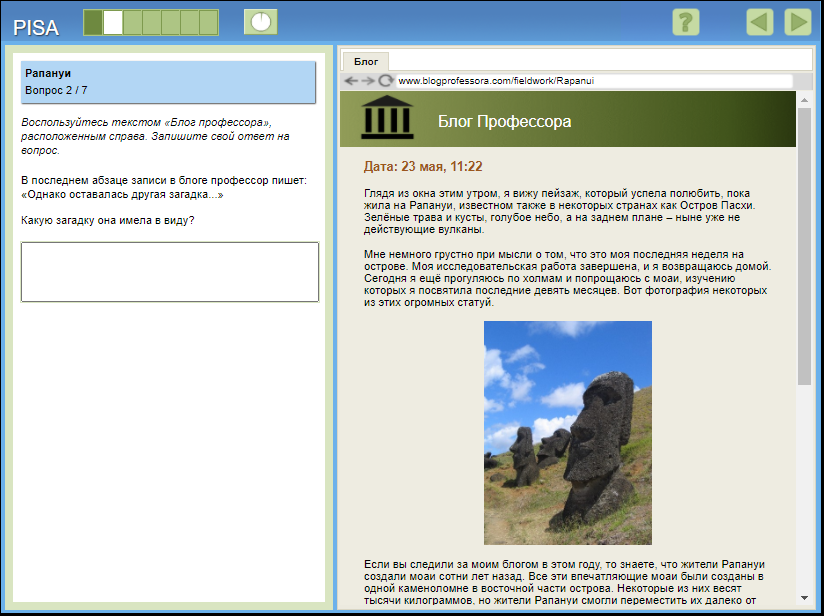 PISA
Рапануи
Вопрос 2 / 7
Воспользуйтесь текстом «Блог профессора»,
расположенным справа. Запишите свой ответ на
вопрос.
В последнем абзаце записи в блоге профессор пишет:
«Однако оставалась другая загадка...»
Какую загадку она имела в виду?
?
Блог
www.blogprofessora.com/fieldwork/Rapanui
Блог Профессора
Дата: 23 мая, 11:22
Глядя из окна этим утром, я вижу пейзаж, который успела полюбить, пока
жила на Рапануи, известном также в некоторых странах как Остров Пасхи.
Зелёные трава и кусты, голубое небо, а на заднем плане – ныне уже не
действующие вулканы.
Мне немного грустно при мысли о том, что это моя последняя неделя на
острове. Моя исследовательская работа завершена, и я возвращаюсь домой.
Сегодня я ещё прогуляюсь по холмам и попрощаюсь с моаи, изучению
которых я посвятила последние девять месяцев. Вот фотография некоторых
из этих огромных статуй.
Если вы следили за моим блогом в этом году, то знаете, что жители Рапануи
создали моаи сотни лет назад. Все эти впечатляющие моаи были созданы в
одной каменоломне в восточной части острова. Некоторые из них весят
тысячи килограммов, но жители Рапануи смогли переместить их далеко от